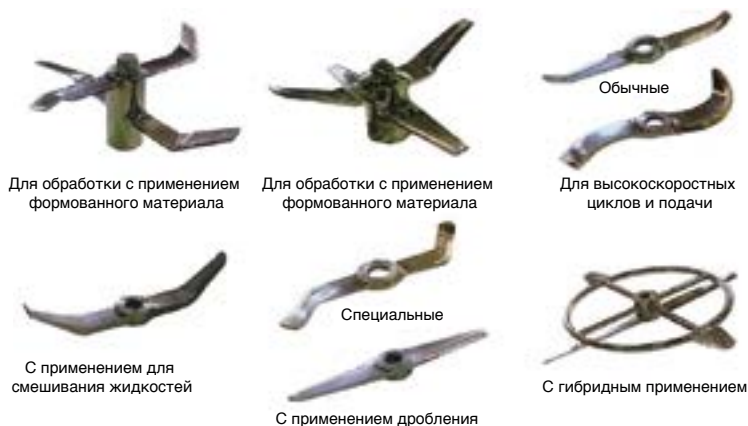 Обычные
Для обработки с применением
формованного материала
Для обработки с применением
формованного материала
Для высокоскоростных
циклов и подачи
Специальные
С применением для
смешивания жидкостей
С применением дробления
С гибридным применением